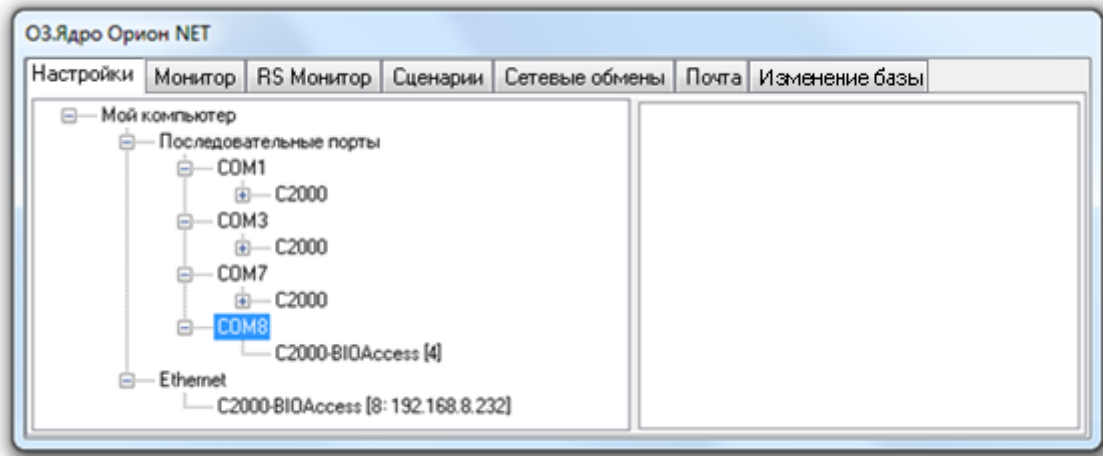 О3.Ядро Орион NET
Настройки Монитор RS Монитор Сценарии Сетевые обмены Почта Изменение базы
Мой компьютер
Последовательные порты
COM1
С2000
COM3
С2000
COM7
С2000
COM8
С2000-BIOAccess [4]
Ethernet
С2000-BIOAccess [8: 192.168.8.232]